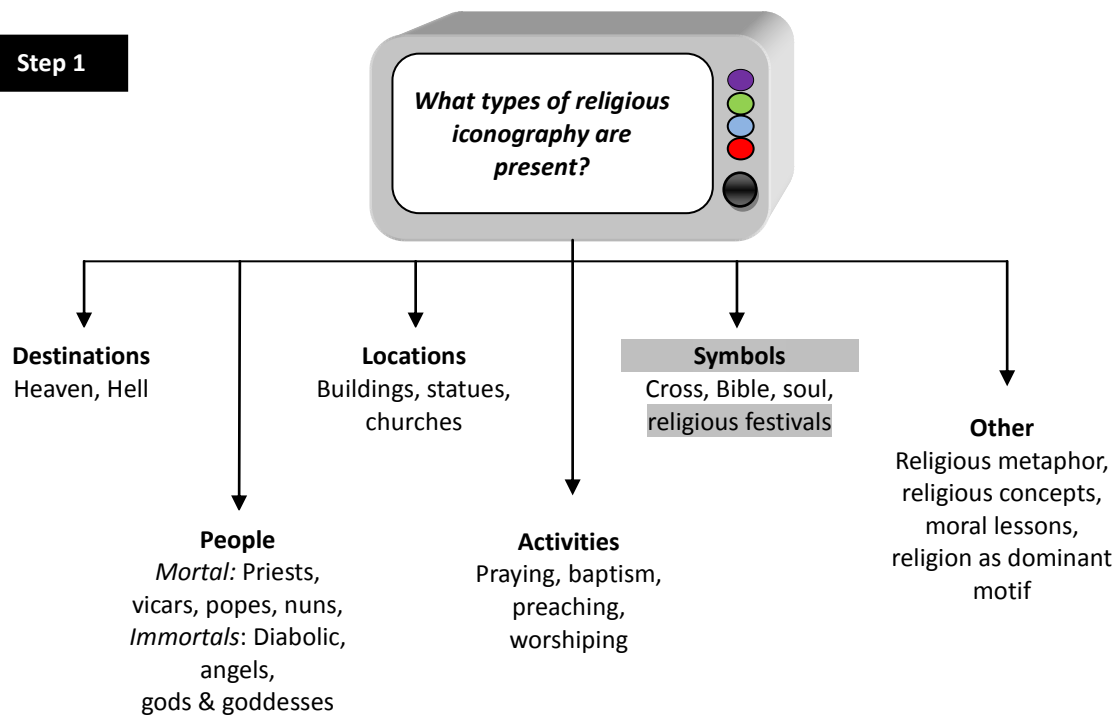 Step 1
What types of religious
iconography are
present?
Destinations
Heaven, Hell
People
Mortal: Priests,
vicars, popes, nuns,
Immortals: Diabolic,
angels,
gods & goddesses
Locations
Buildings, statues,
churches
Activities
Praying, baptism,
preaching,
worshiping
Symbols
Cross, Bible, soul,
religious festivals
Other
Religious metaphor,
religious concepts,
moral lessons,
religion as dominant
motif